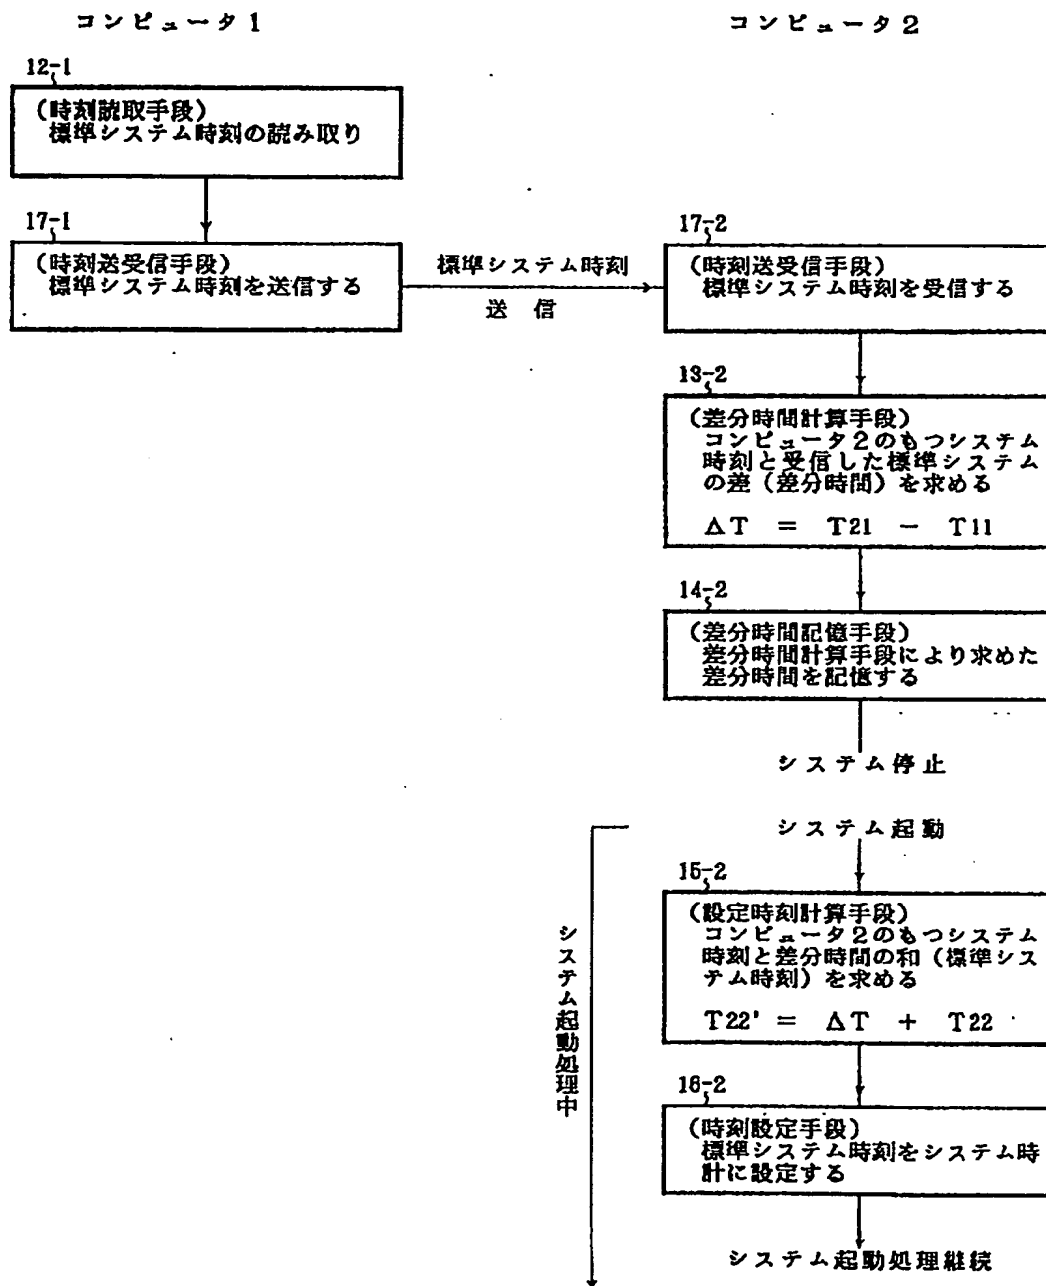 コンピュータ1
コンピュータ2
12-1
(時刻読取手段)
標準システム時刻の読み取り
17-1
(時刻送受信手段)
標準システム時刻を送信する
標準システム時刻
送 信
17-2
(時刻送受信手段)
標準システム時刻を受信する
13-2
(差分時間計算手段)
コンピュータ2のもつシステム
時刻と受信した標準システム
の差(差分時間)を求める
ΔT = T21 - T11
14-2
(差分時間記憶手段)
差分時間計算手段により求めた
差分時間を記憶する
システム停止
システム起動
15-2
(設定時刻計算手段)
コンピュータ2のもつシステム
時刻と差分時間の和(標準シス
テム時刻)を求める
T22' = ΔT + T22
システム起動処理中
16-2
(時刻設定手段)
標準システム時刻をシステム時
計に設定する
システム起動処理継続